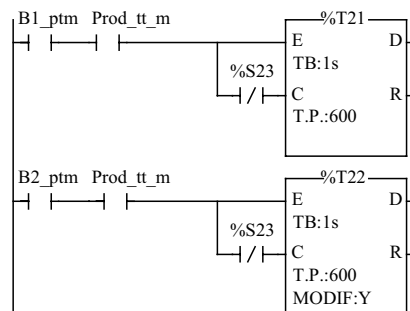 B1_ptm Prod_tt_m %T21
E D
TB:1s
%S23
C R
T.P.:600
B2_ptm Prod_tt_m %T22
E D
TB:1s
%S23
C R
T.P.:600
MODIF:Y